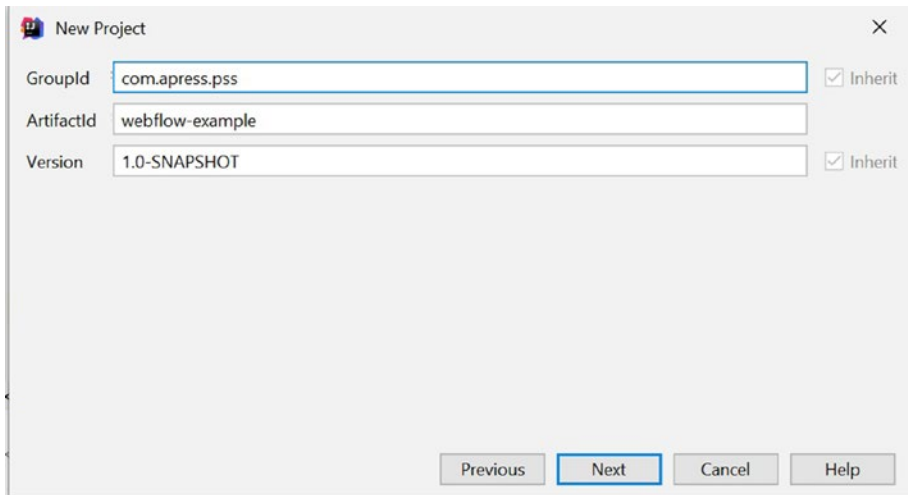 New Project
GroupId com.apress.pss Inherit
ArtifactId webflow-example
Version 1.0-SNAPSHOT Inherit
Previous Next Cancel Help